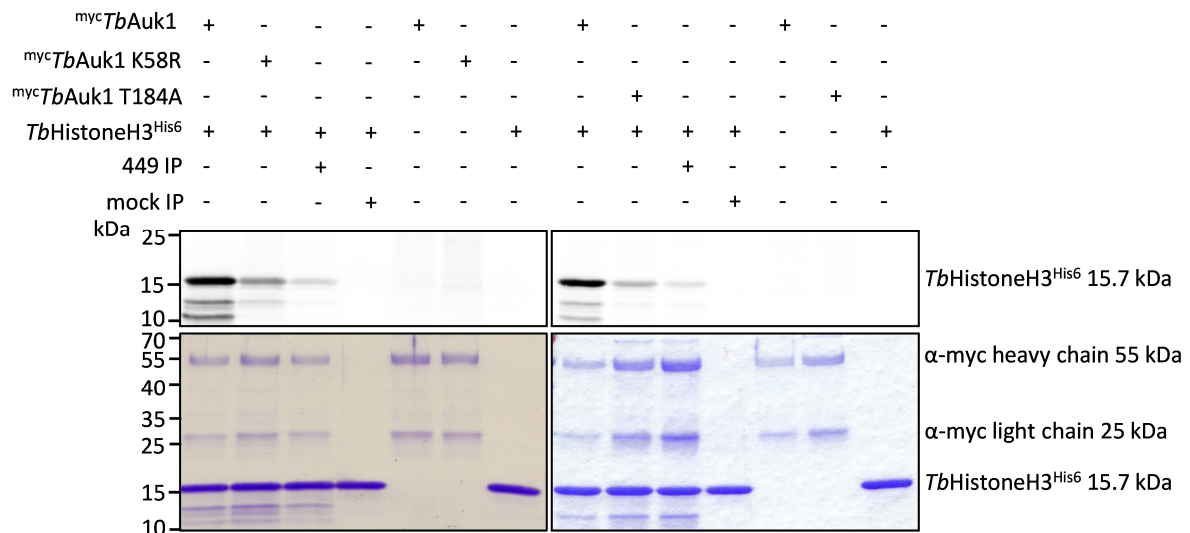 mycTbAuk1 + - - - + - - + - - - + - -
mycTbAuk1 K58R - + - - - + - - - - - - - -
mycTbAuk1 T184A - - - - - - - - + - - - + -
TbHistoneH3His6 + + + + - - + + + + + - - +
449 IP - - + - - - - - - + - - - -
mock IP - - - + - - - - - - + - - -
kDa
25
15
10
TbHistoneH3His6 15.7 kDa
70
55
40
35
25
15
10
α-myc heavy chain 55 kDa
α-myc light chain 25 kDa
TbHistoneH3His6 15.7 kDa